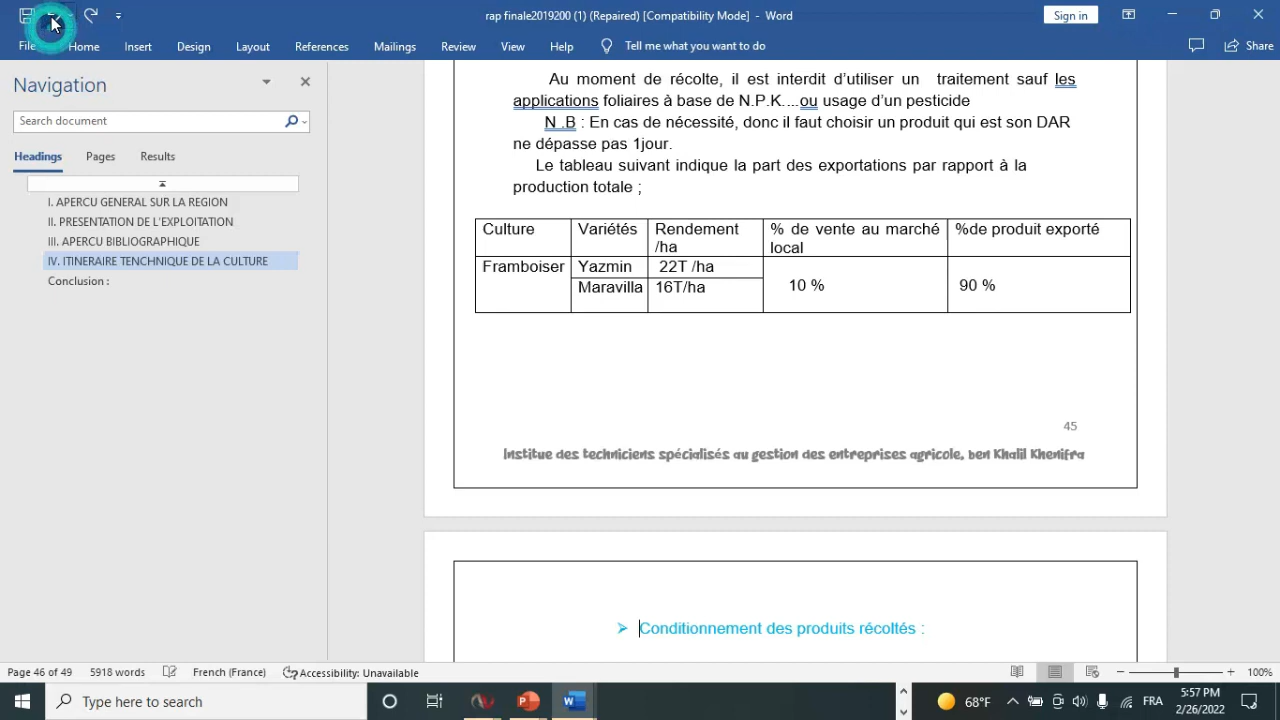 rap finale2019200 (1) (Repaired) [Compatibility Mode] - Word
Sign in
File Home Insert Design Layout References Mailings Review View Help Tell me what you want to do Share
Navigation
Search document
Headings Pages Results
I. APERCU GENERAL SUR LA REGION
II. PRESENTATION DE L'EXPLOITATION
III. APERCU BIBLIOGRAPHIQUE
IV. ITINERAIRE TENCHNIQUE DE LA CULTURE
Conclusion :
Au moment de récolte, il est interdit d’utiliser un traitement sauf les
applications foliaires à base de N.P.K....ou usage d’un pesticide
N .B : En cas de nécessité, donc il faut choisir un produit qui est son DAR
ne dépasse pas 1jour.
Le tableau suivant indique la part des exportations par rapport à la
production totale ;
Culture Variétés Rendement /ha % de vente au marché local %de produit exporté
Framboiser Yazmin 22T /ha 10 % 90 %
Maravilla 16T/ha
45
Institue des techniciens spécialisés au gestion des entreprises agricole, ben Khalil Khenifra
➢ Conditionnement des produits récoltés :
Page 46 of 49 5918 words French (France) Accessibility: Unavailable 100%
Type here to search
68°F FRA
5:57 PM
2/26/2022